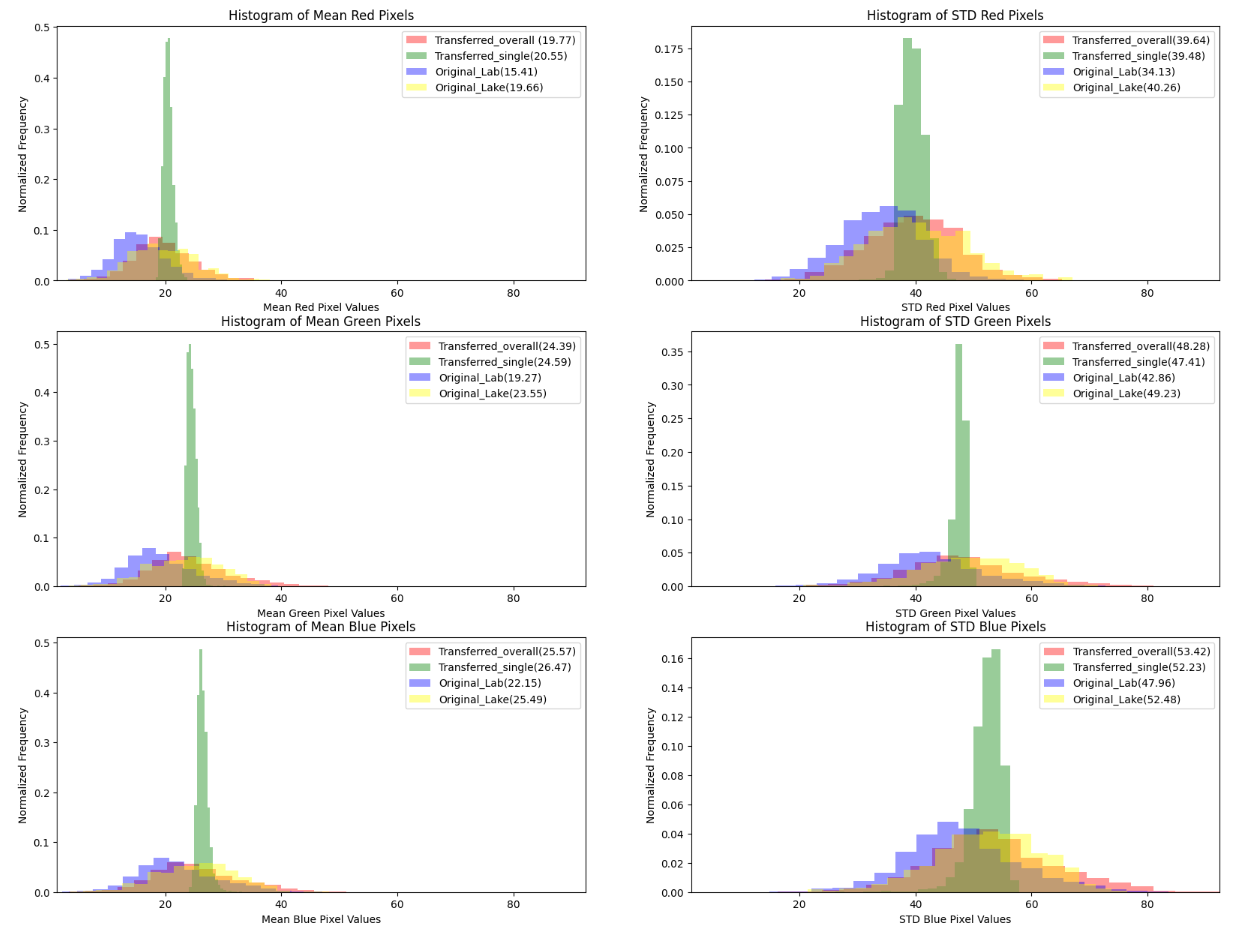 Histogram of Mean Red Pixels
Normalized Frequency
0.5
0.4
0.3
0.2
0.1
0.0
Transferred_overall (19.77)
Transferred_single(20.55)
Original_Lab(15.41)
Original_Lake(19.66)
20 40 60 80
Mean Red Pixel Values
Histogram of STD Red Pixels
Normalized Frequency
0.175
0.150
0.125
0.100
0.075
0.050
0.025
0.000
Transferred_overall(39.64)
Transferred_single(39.48)
Original_Lab(34.13)
Original_Lake(40.26)
20 40 60 80
STD Red Pixel Values
Histogram of Mean Green Pixels
Normalized Frequency
0.5
0.4
0.3
0.2
0.1
0.0
Transferred_overall(24.39)
Transferred_single(24.59)
Original_Lab(19.27)
Original_Lake(23.55)
20 40 60 80
Mean Green Pixel Values
Histogram of STD Green Pixels
Normalized Frequency
0.35
0.30
0.25
0.20
0.15
0.10
0.05
0.00
Transferred_overall(48.28)
Transferred_single(47.41)
Original_Lab(42.86)
Original_Lake(49.23)
20 40 60 80
STD Green Pixel Values
Histogram of Mean Blue Pixels
Normalized Frequency
0.5
0.4
0.3
0.2
0.1
0.0
Transferred_overall(25.57)
Transferred_single(26.47)
Original_Lab(22.15)
Original_Lake(25.49)
20 40 60 80
Mean Blue Pixel Values
Histogram of STD Blue Pixels
Normalized Frequency
0.16
0.14
0.12
0.10
0.08
0.06
0.04
0.02
0.00
Transferred_overall(53.42)
Transferred_single(52.23)
Original_Lab(47.96)
Original_Lake(52.48)
20 40 60 80
STD Blue Pixel Values